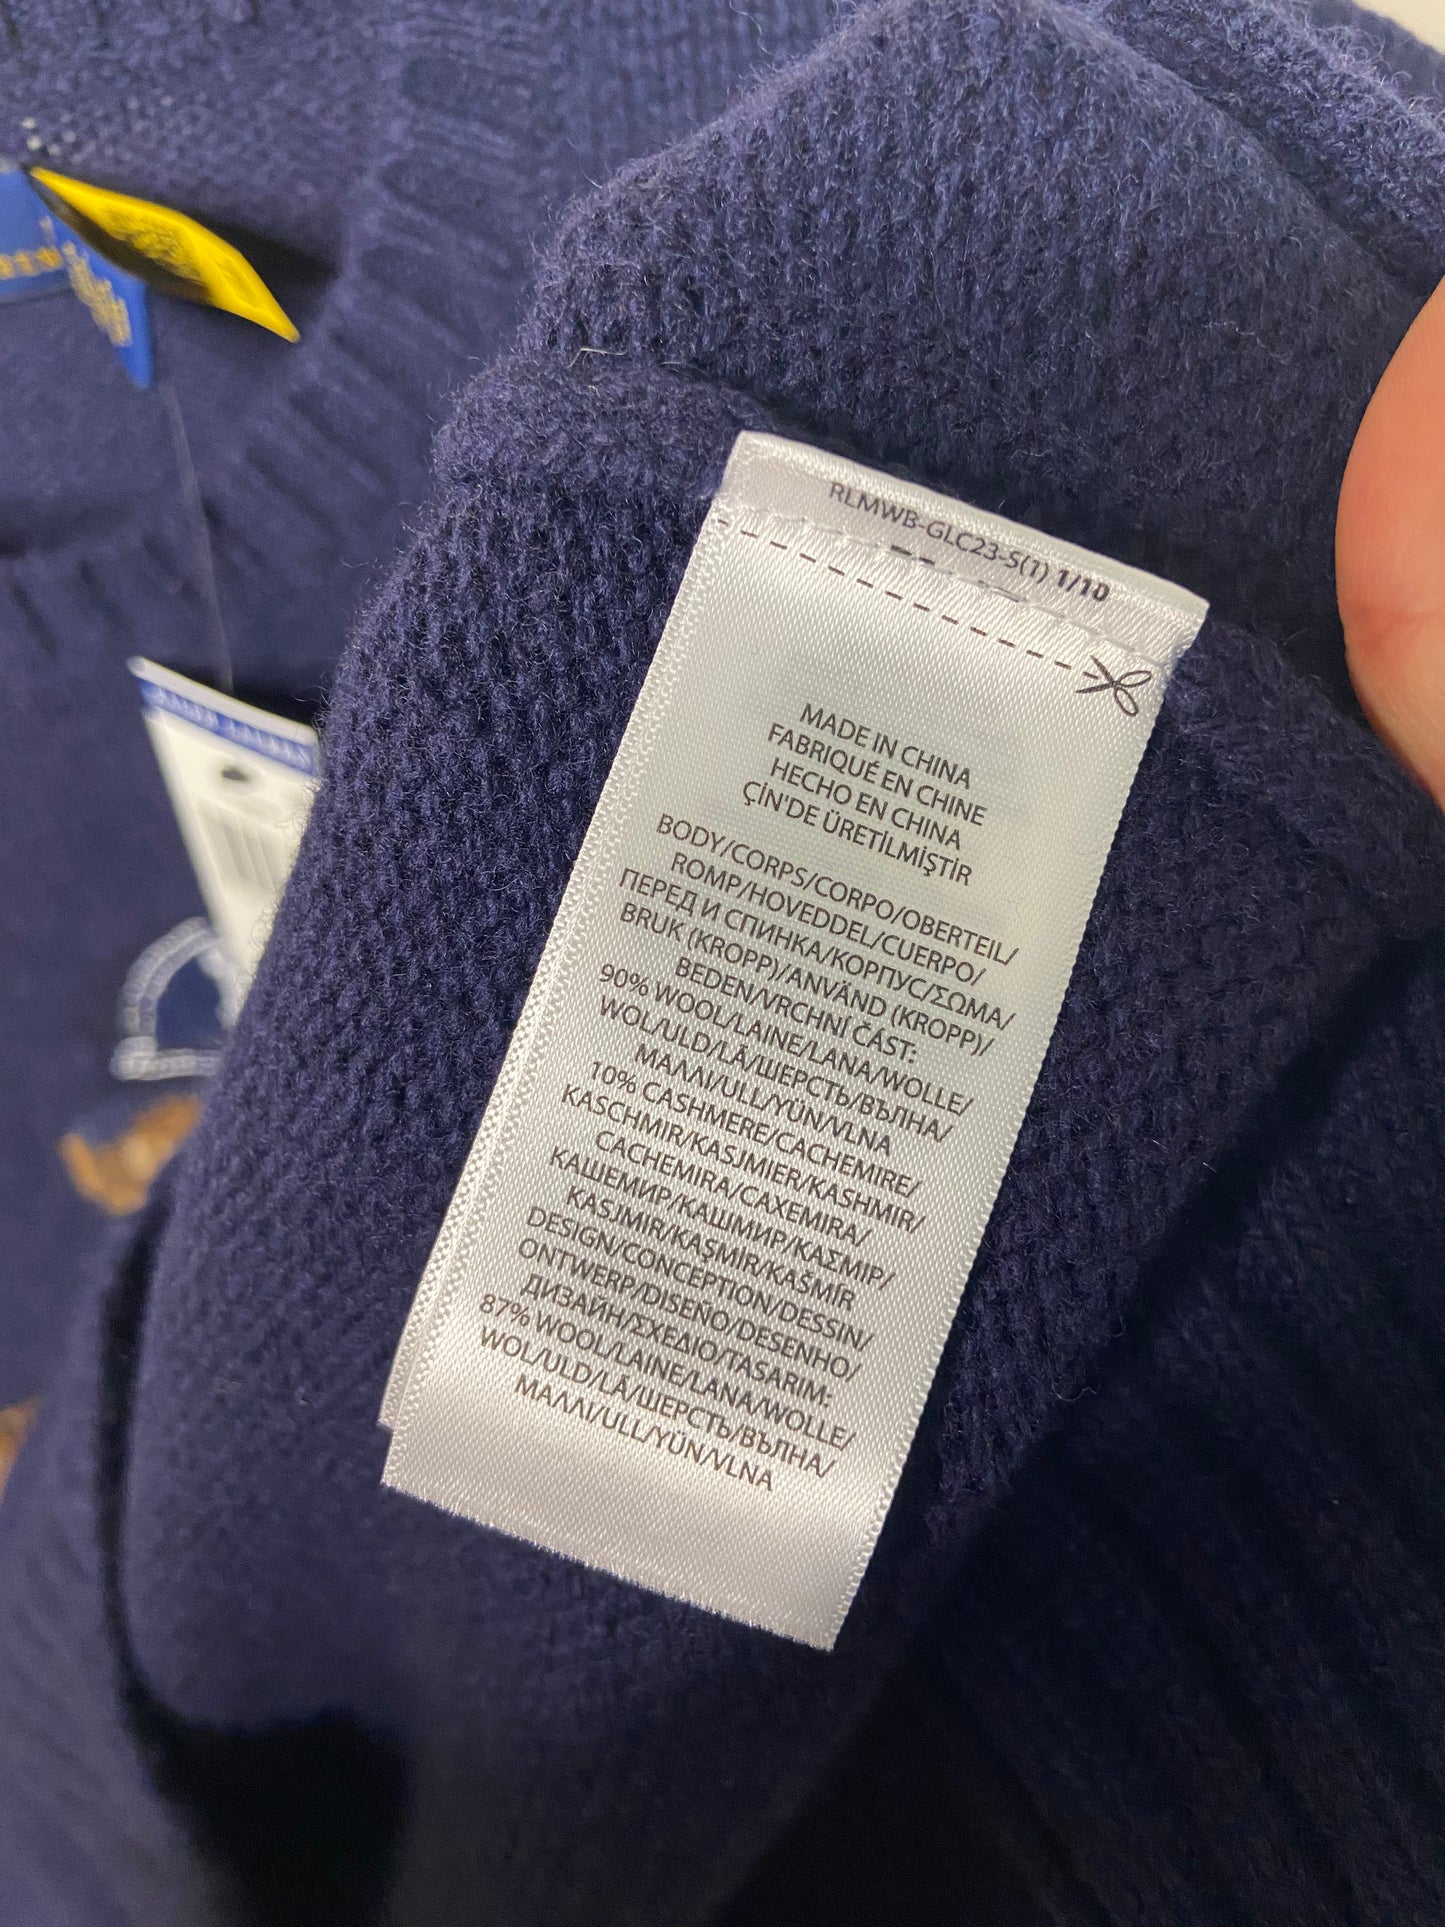 RLMWB-GLC23-S(1) 1/10
MADE IN CHINA
FABRIQUÉ EN CHINE
HECHO EN CHINA
ÇİN'DE ÜRETİLMİŞTİR
BODY/CORPS/CORPO/OBERTEIL/
ROMP/HOVEDDEL/CUERPO/
ПЕРЕД И СПИНКА/КОРПУС/ΣΩΜΑ/
BRUK (KROPP)/ANVÄND (KROPP)/
BEDEN/VRCHNÍ ČÁST:
90% WOOL/LAINE/LANA/WOLLE/
WOL/ULD/LÃ/ШЕРСТЬ/ВЪЛНА/
ΜΑΛΛΙ/ULL/YÜN/VLNA
10% CASHMERE/CACHEMIRE/
KASCHMIR/KASJMIER/KASHMIR/
CACHEMIRA/CAXEMIRA/
КАШЕМИР/КАШМИР/ΚΑΣΜΙΡ/
KASJMIR/KAŞMİR/KAŠMÍR
DESIGN/CONCEPTION/DESSIN/
ONTWERP/DISEÑO/DESENHO/
ДИЗАЙН/ΣΧΕΔΙΟ/TASARIM:
87% WOOL/LAINE/LANA/WOLLE/
WOL/ULD/LÃ/ШЕРСТЬ/ВЪЛНА/
ΜΑΛΛΙ/ULL/YÜN/VLNA